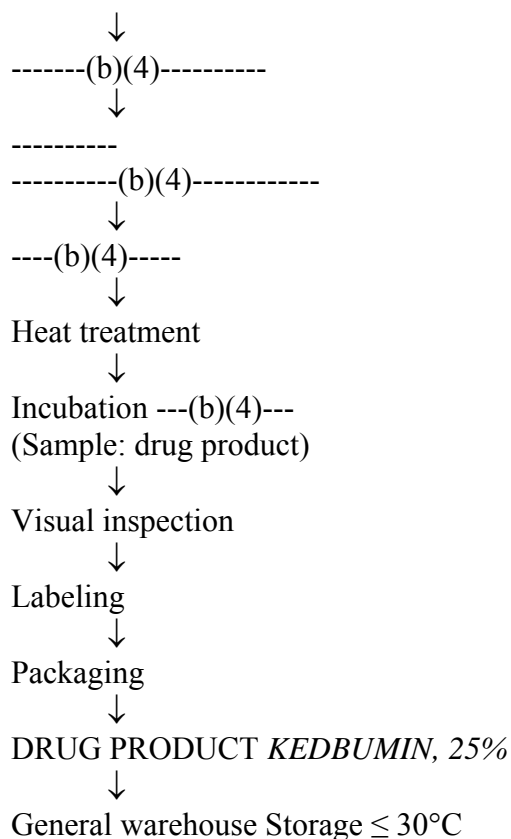 ↓
-------(b)(4)----------
↓
----------
----------(b)(4)------------
↓
----(b)(4)-----
↓
Heat treatment
↓
Incubation ---(b)(4)---
(Sample: drug product)
↓
Visual inspection
↓
Labeling
↓
Packaging
↓
DRUG PRODUCT KEDBUMIN, 25%
↓
General warehouse Storage ≤ 30°C